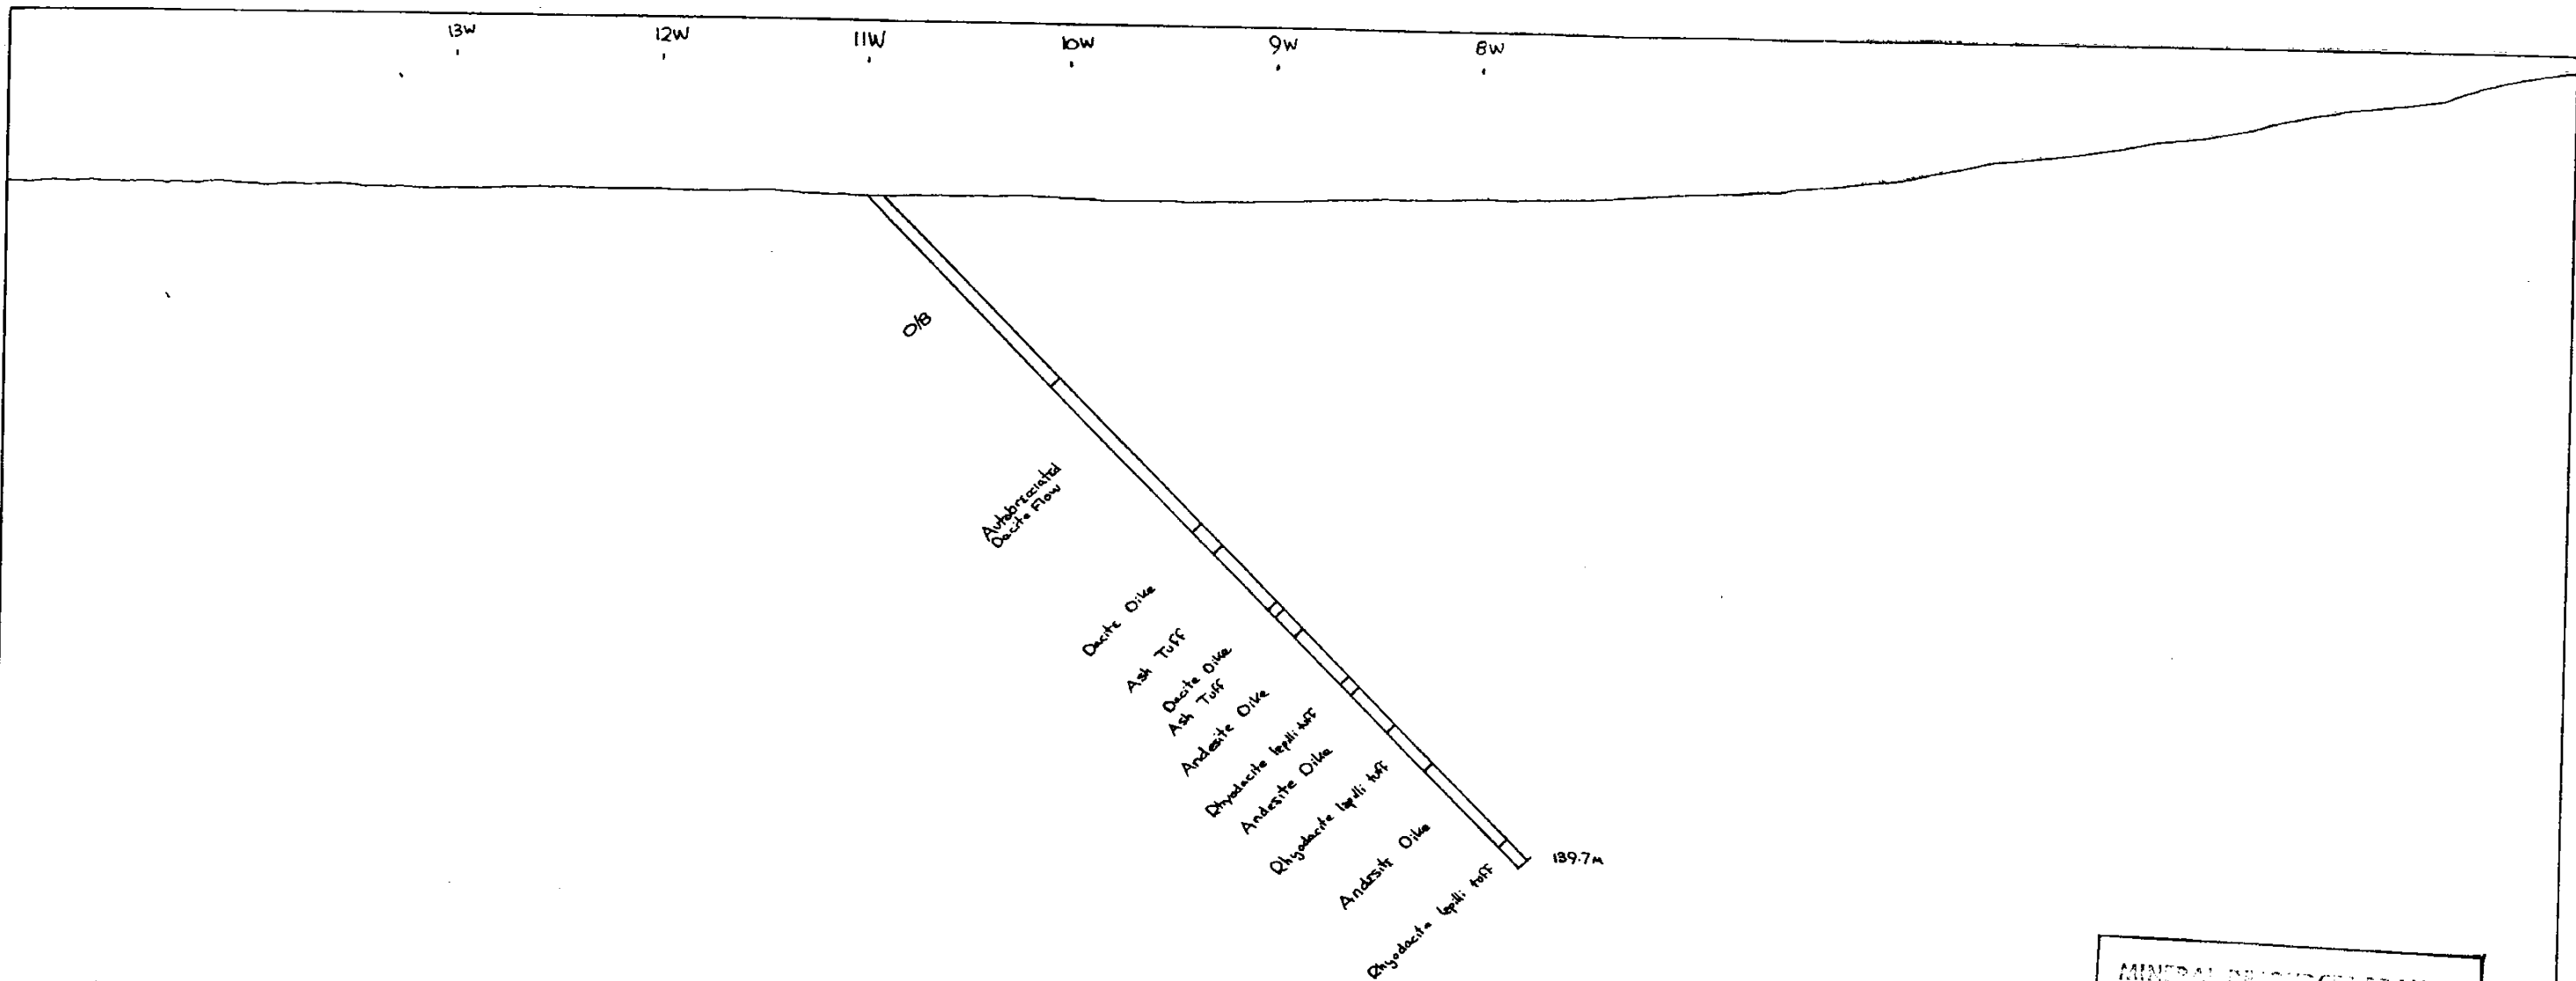 13W
12W
11W
10W
9W
8W
O/B
Autobrecciated
Dacite Flow
Dacite Dike
Ash Tuff
Dacite Dike
Ash Tuff
Andesite Dike
Rhyodacite lapilli tuff
Andesite Dike
Rhyodacite lapilli tuff
Andesite Dike
Rhyodacite lapilli tuff
139.7M
MINERAL